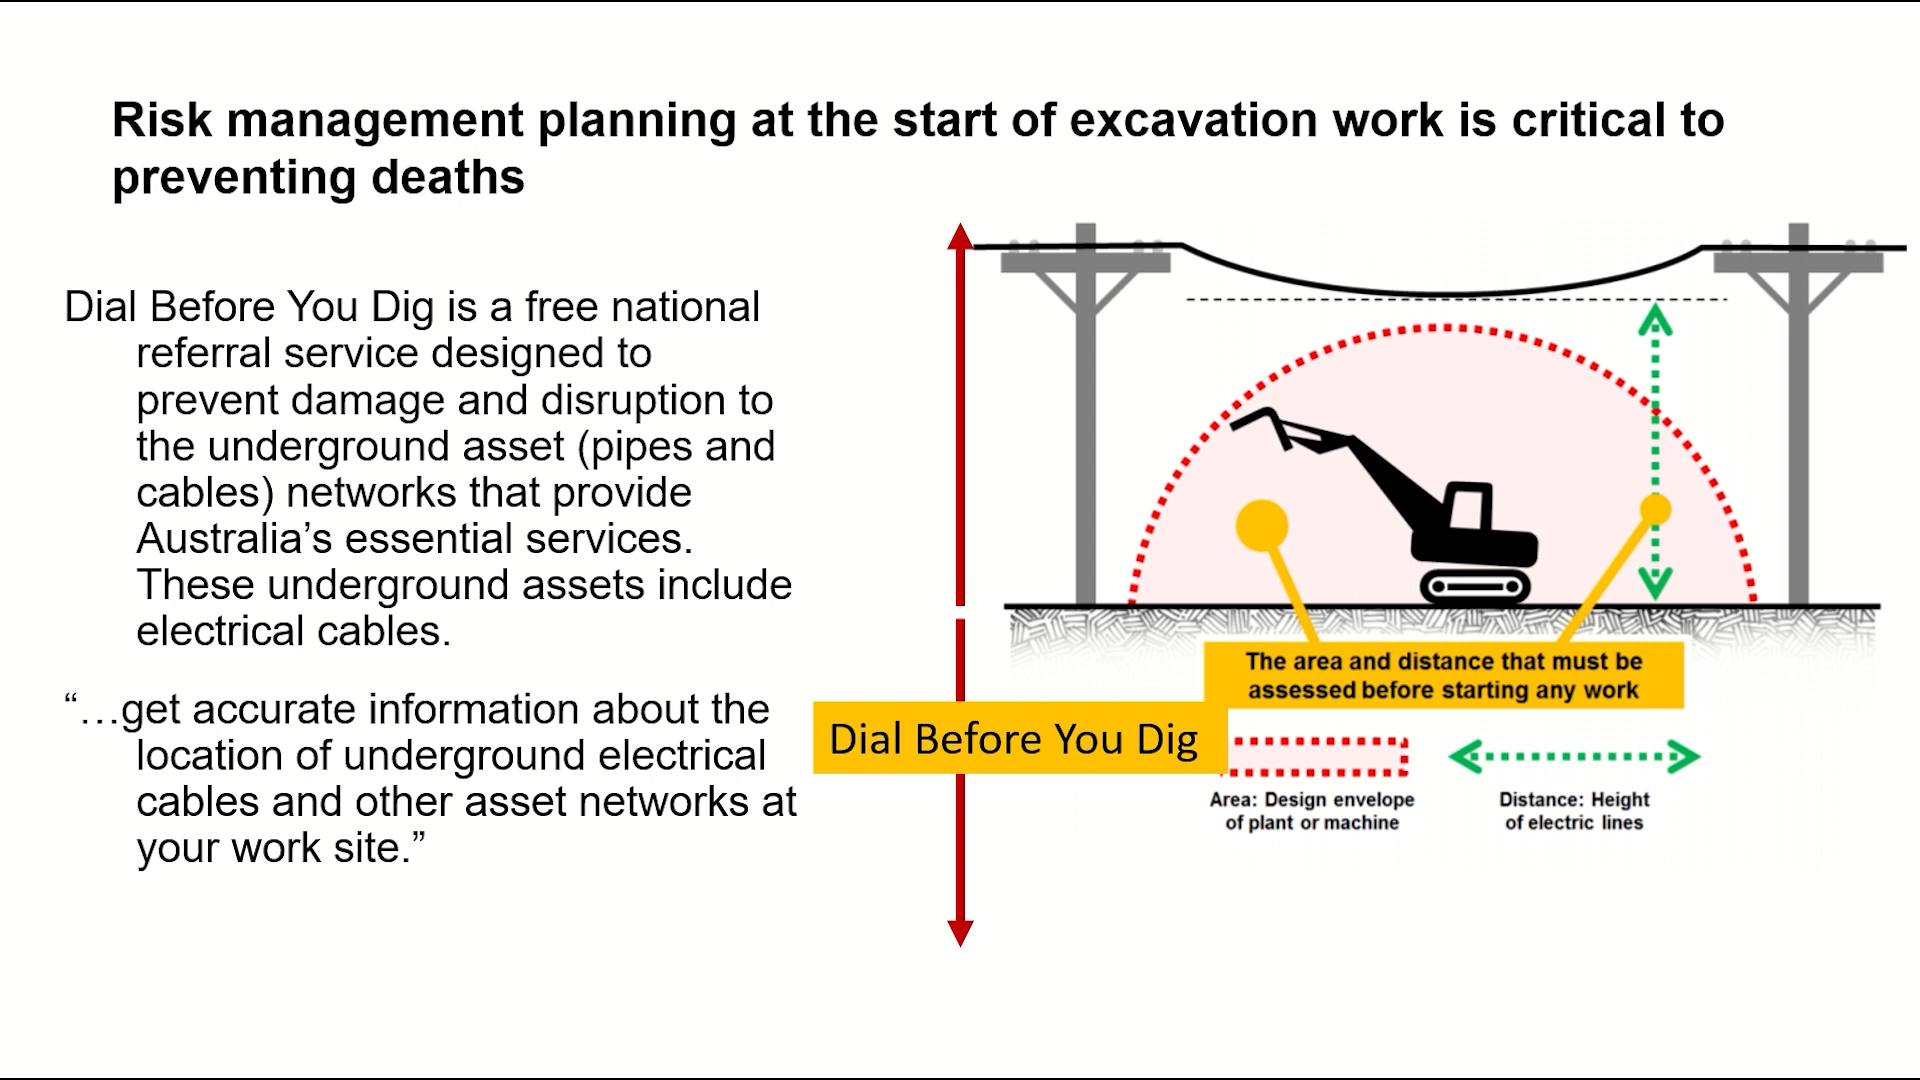 Risk management planning at the start of excavation work is critical to
preventing deaths
Dial Before You Dig is a free national
referral service designed to
prevent damage and disruption to
the underground asset (pipes and
cables) networks that provide
Australia’s essential services.
These underground assets include
electrical cables.
“…get accurate information about the
location of underground electrical
cables and other asset networks at
your work site.”
The area and distance that must be
assessed before starting any work
Dial Before You Dig
Area: Design envelope
of plant or machine
Distance: Height
of electric lines